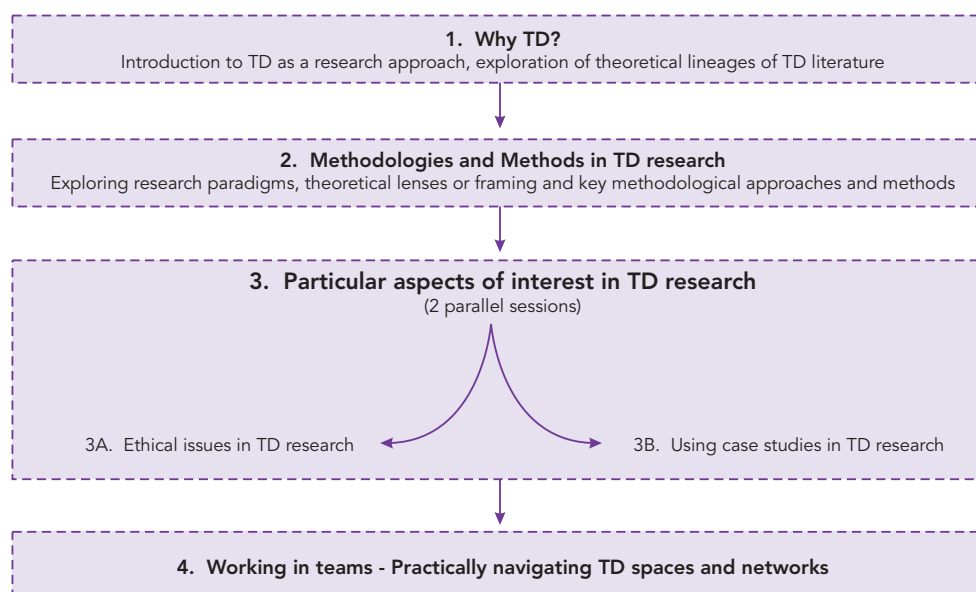 1. Why TD?
Introduction to TD as a research approach, exploration of theoretical lineages of TD literature
2. Methodologies and Methods in TD research
Exploring research paradigms, theoretical lenses or framing and key methodological approaches and methods
3. Particular aspects of interest in TD research
(2 parallel sessions)
3A. Ethical issues in TD research
3B. Using case studies in TD research
4. Working in teams - Practically navigating TD spaces and networks